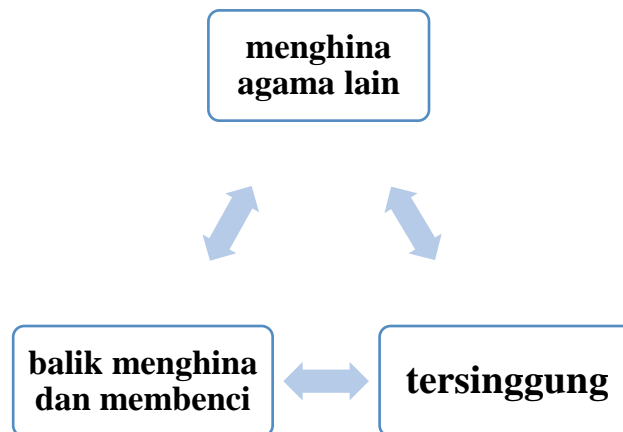 menghina
agama lain
balik menghina
dan membenci
tersinggung